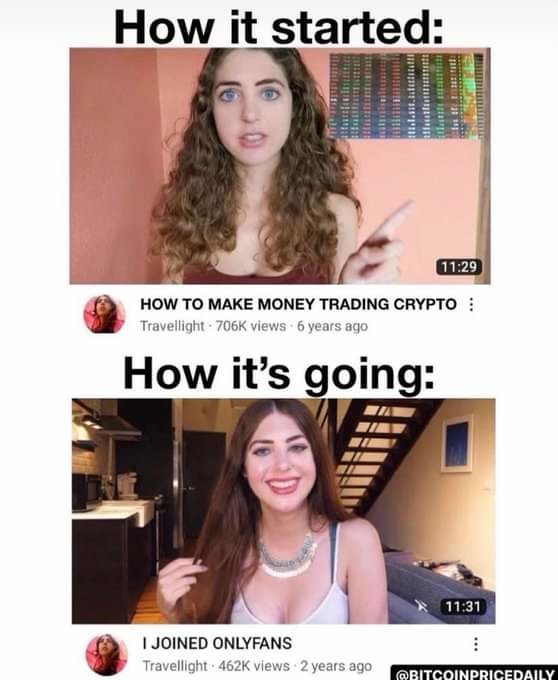 How it started:
11:29
HOW TO MAKE MONEY TRADING CRYPTO
Travellight · 706K views · 6 years ago
How it's going:
11:31
I JOINED ONLYFANS
Travellight · 462K views · 2 years ago
@BITCOINPRICEDAILY